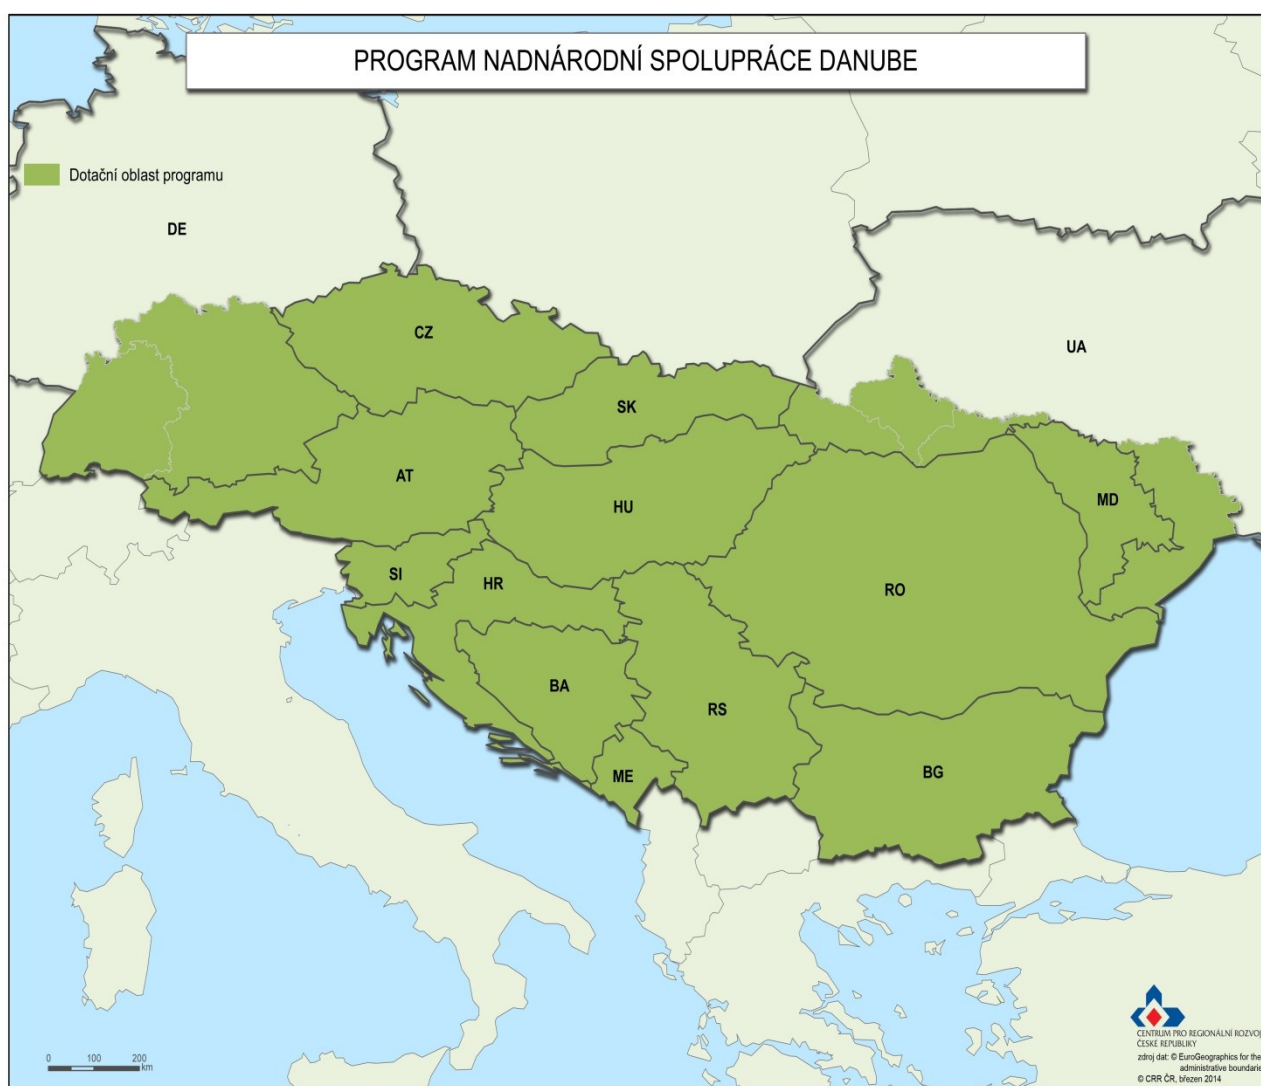 PROGRAM NADNÁRODNÍ SPOLUPRÁCE DANUBE
Dotační oblast programu
DE
CZ
UA
SK
AT
HU
MD
SI
HR
RO
BA
RS
ME
BG
0 100 200
km
CENTRUM PRO REGIONÁLNÍ ROZVOJ
ČESKÉ REPUBLIKY
zdroj dat: © EuroGeographics for the
administrative boundarie
© CRR ČR, březen 2014